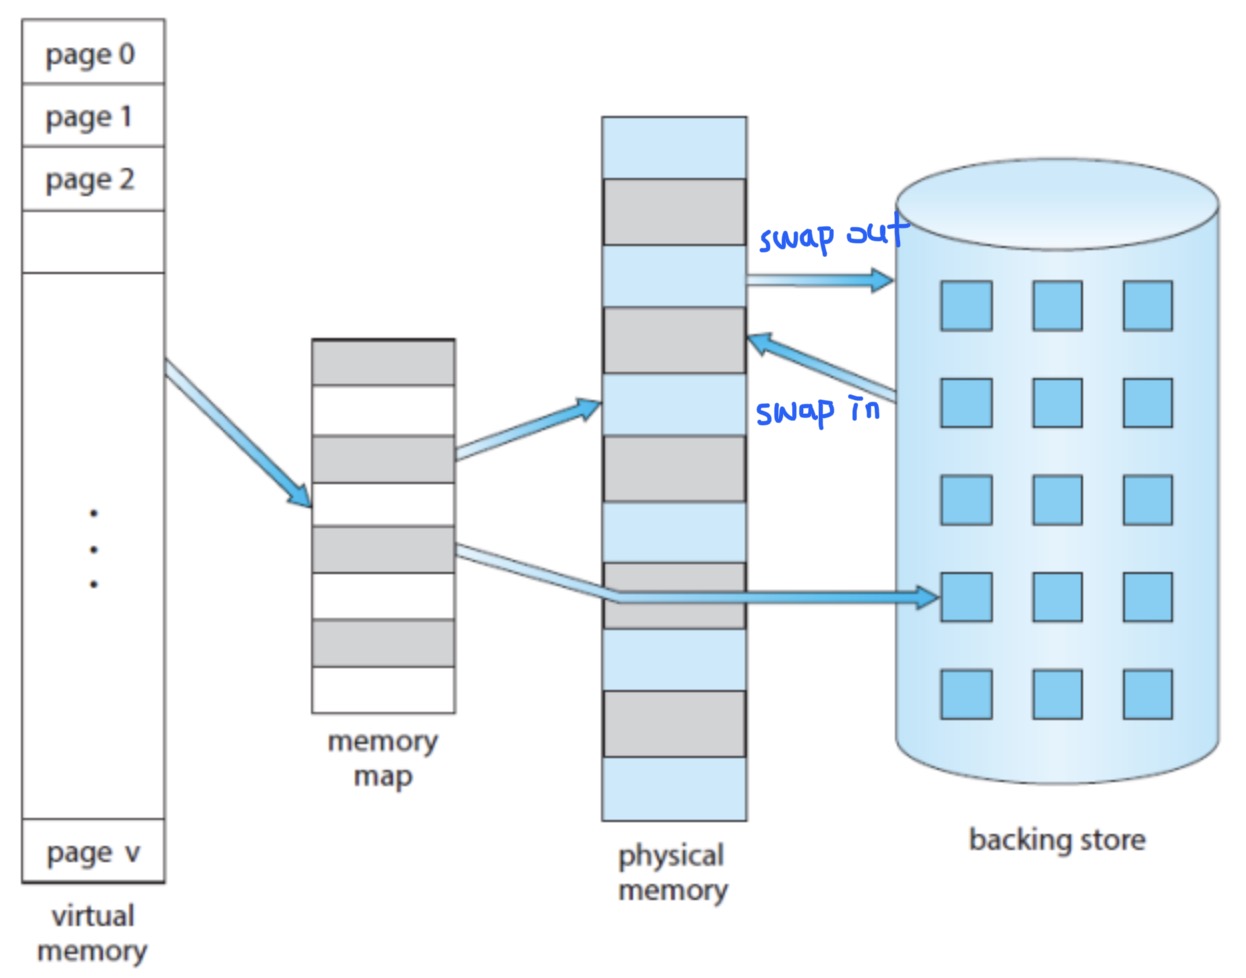 page 0
page 1
page 2
page v
virtual
memory
memory
map
physical
memory
swap out
swap in
backing store